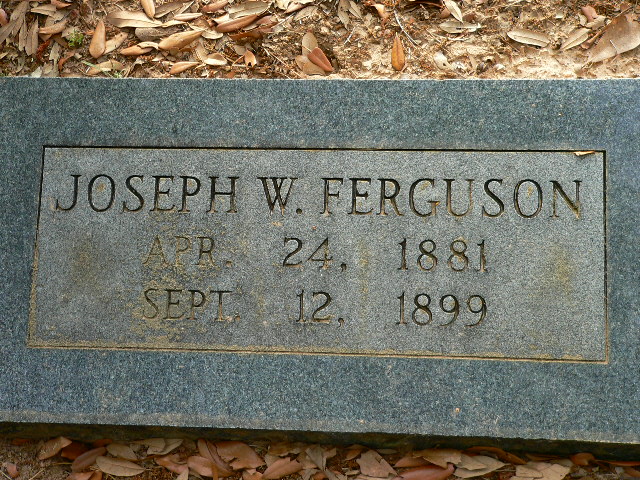 JOSEPH W. FERGUSON
APR. 24, 1881
SEPT. 12, 1899